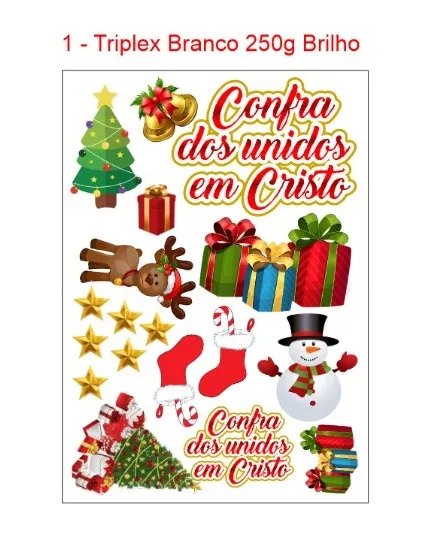 1 - Triplex Branco 250g Brilho
Confra
dos unidos
em Cristo
Confra
dos unidos
em Cristo